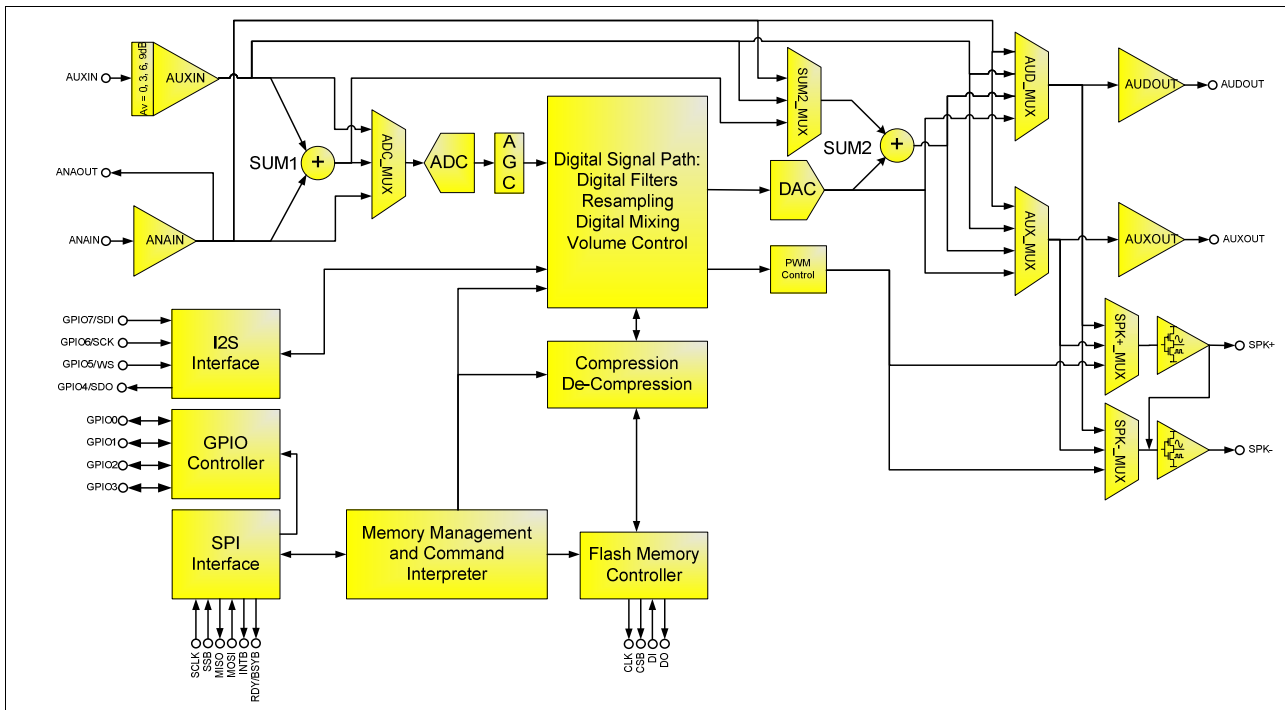 AUXIN
Av = 0, 3, 6, 9dB
AUXIN
ANAOUT
ANAIN
ANAIN
SUM1
+
ADC_MUX
ADC
A
G
C
Digital Signal Path:
Digital Filters
Resampling
Digital Mixing
Volume Control
SUM2_MUX
SUM2
+
DAC
PWM
Control
AUD_MUX
AUDOUT
AUDOUT
AUX_MUX
AUXOUT
AUXOUT
SPK+_MUX
SPK+
SPK-_MUX
SPK-
GPIO7/SDI
GPIO6/SCK
GPIO5/WS
GPIO4/SDO
I2S
Interface
Compression
De-Compression
GPIO0
GPIO1
GPIO2
GPIO3
GPIO
Controller
SPI
Interface
Memory Management
and Command
Interpreter
Flash Memory
Controller
SCLK
SSB
MISO
MOSI
INTB
RDY/BSYB
CLK
CSB
DI
DO